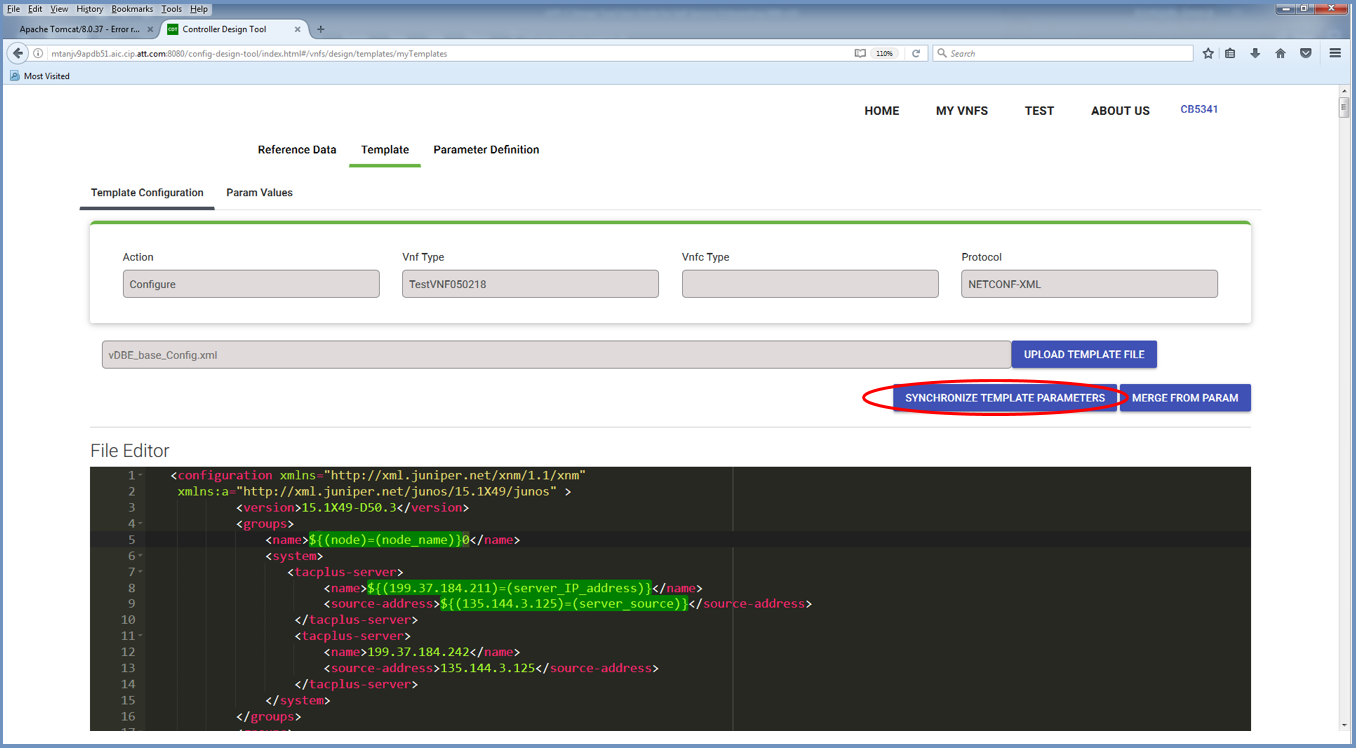 File Edit View History Bookmarks Tools Help
Apache Tomcat/8.0.37 - Error r... × CDT Controller Design Tool × +
mtanjv9apdb51.aic.cip.att.com:8080/config-design-tool/index.html#/vnfs/design/templates/myTemplates 110% Search
Most Visited
HOME MY VNFS TEST ABOUT US CB5341
Reference Data Template Parameter Definition
Template Configuration Param Values
Action Vnf Type Vnfc Type Protocol
Configure TestVNF050218 NETCONF-XML
vDBE_base_Config.xml UPLOAD TEMPLATE FILE
SYNCHRONIZE TEMPLATE PARAMETERS MERGE FROM PARAM
File Editor
1 <configuration xmlns="http://xml.juniper.net/xnm/1.1/xnm"
2 xmlns:a="http://xml.juniper.net/junos/15.1X49/junos" >
3 <version>15.1X49-D50.3</version>
4 <groups>
5 <name>${(node)=(node_name)}0</name>
6 <system>
7 <tacplus-server>
8 <name>${(199.37.184.211)=(server_IP_address)}</name>
9 <source-address>${(135.144.3.125)=(server_source)}</source-address>
10 </tacplus-server>
11 <tacplus-server>
12 <name>199.37.184.242</name>
13 <source-address>135.144.3.125</source-address>
14 </tacplus-server>
15 </system>
16 </groups>